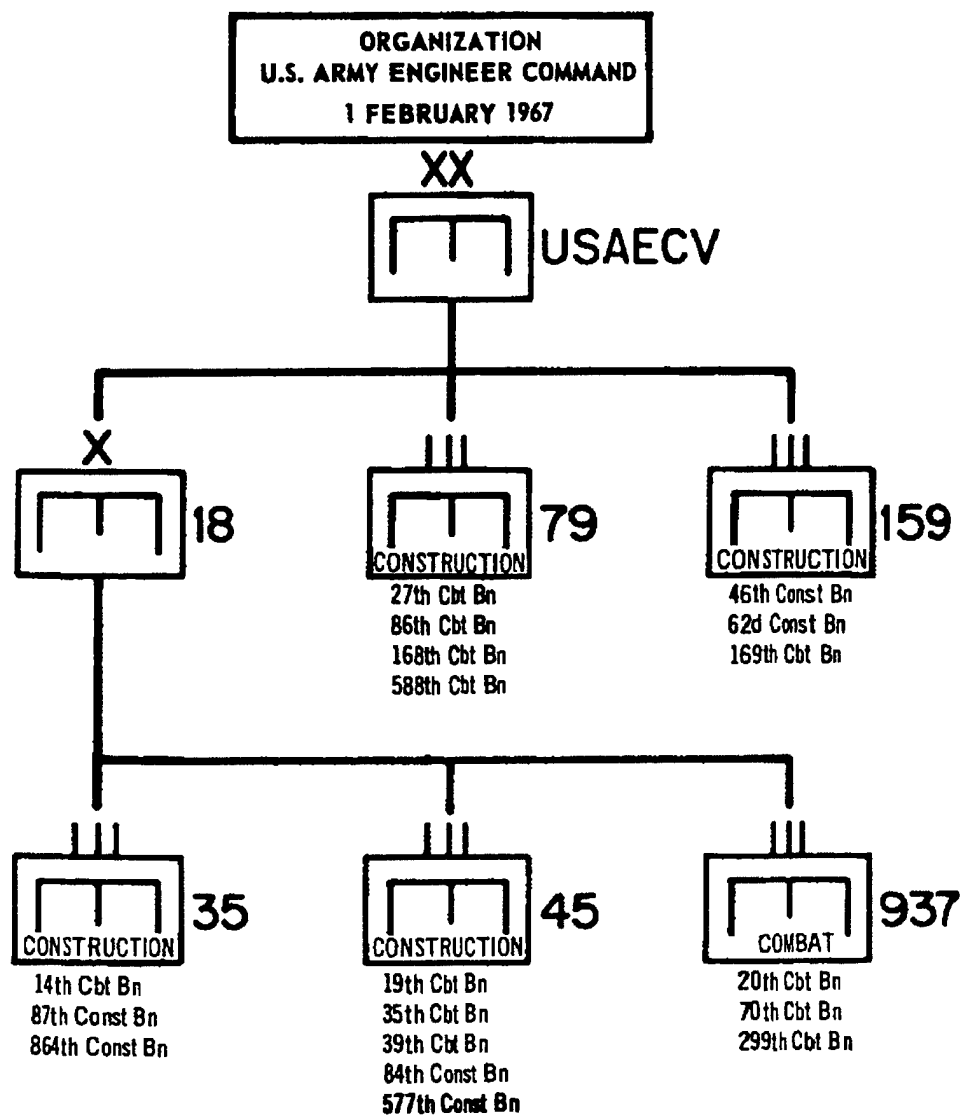 ORGANIZATION
U.S. ARMY ENGINEER COMMAND
1 FEBRUARY 1967
XX
USAECV
X
18
III
CONSTRUCTION
79
27th Cbt Bn
86th Cbt Bn
168th Cbt Bn
588th Cbt Bn
III
CONSTRUCTION
159
46th Const Bn
62d Const Bn
169th Cbt Bn
III
CONSTRUCTION
35
14th Cbt Bn
87th Const Bn
864th Const Bn
III
CONSTRUCTION
45
19th Cbt Bn
35th Cbt Bn
39th Cbt Bn
84th Const Bn
577th Const Bn
III
COMBAT
937
20th Cbt Bn
70th Cbt Bn
299th Cbt Bn